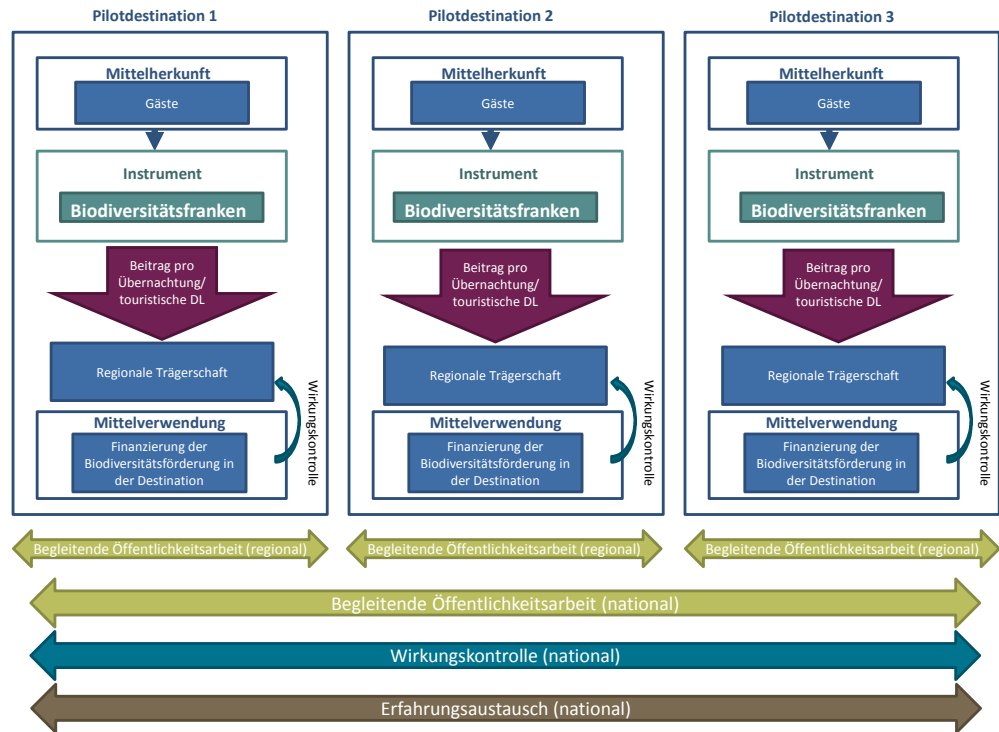 Pilotdestination 1
Mittelherkunft
Gäste
Instrument
Biodiversitätsfranken
Beitrag pro
Übernachtung/
touristische DL
Regionale Trägerschaft
Mittelverwendung
Finanzierung der
Biodiversitätsförderung in
der Destination
Wirkungskontrolle
Begleitende Öffentlichkeitsarbeit (regional)
Pilotdestination 2
Mittelherkunft
Gäste
Instrument
Biodiversitätsfranken
Beitrag pro
Übernachtung/
touristische DL
Regionale Trägerschaft
Mittelverwendung
Finanzierung der
Biodiversitätsförderung in
der Destination
Wirkungskontrolle
Begleitende Öffentlichkeitsarbeit (regional)
Pilotdestination 3
Mittelherkunft
Gäste
Instrument
Biodiversitätsfranken
Beitrag pro
Übernachtung/
touristische DL
Regionale Trägerschaft
Mittelverwendung
Finanzierung der
Biodiversitätsförderung in
der Destination
Wirkungskontrolle
Begleitende Öffentlichkeitsarbeit (regional)
Begleitende Öffentlichkeitsarbeit (national)
Wirkungskontrolle (national)
Erfahrungsaustausch (national)